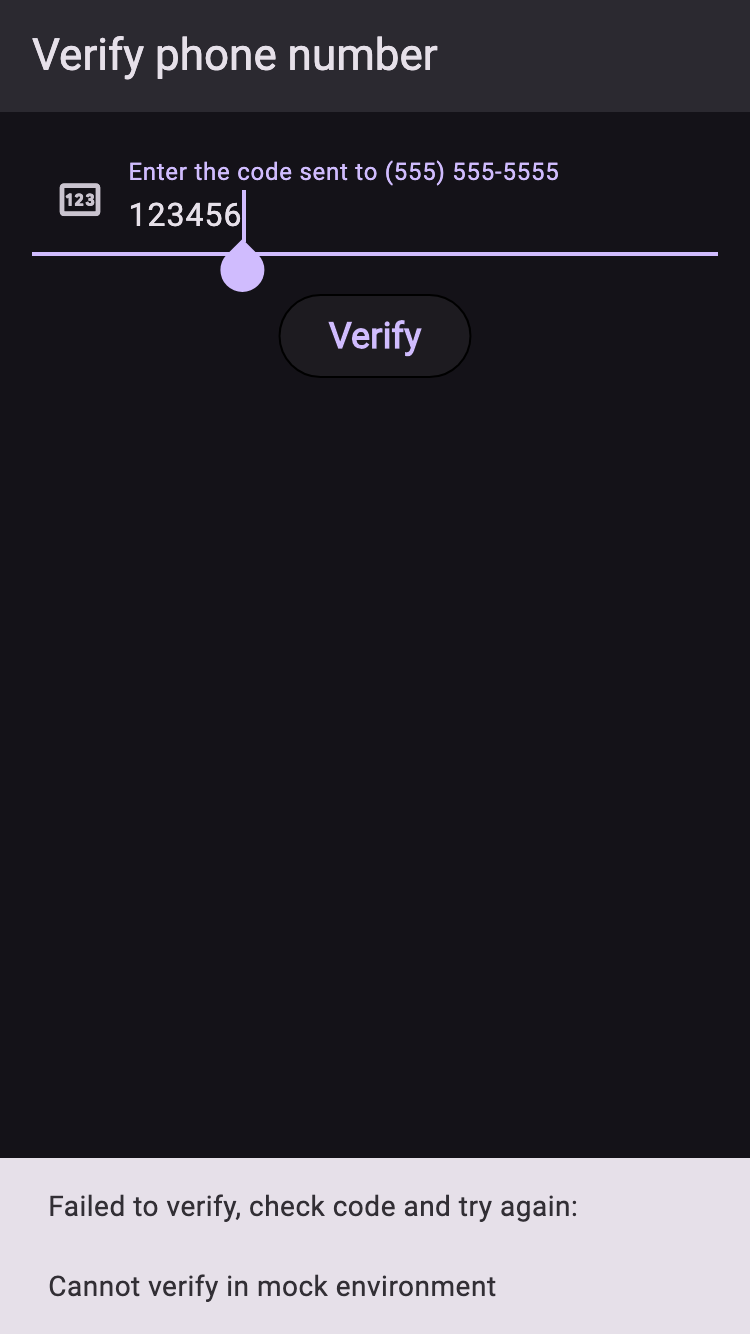 Verify phone number
Enter the code sent to (555) 555-5555
123
123456
Verify
Failed to verify, check code and try again:
Cannot verify in mock environment